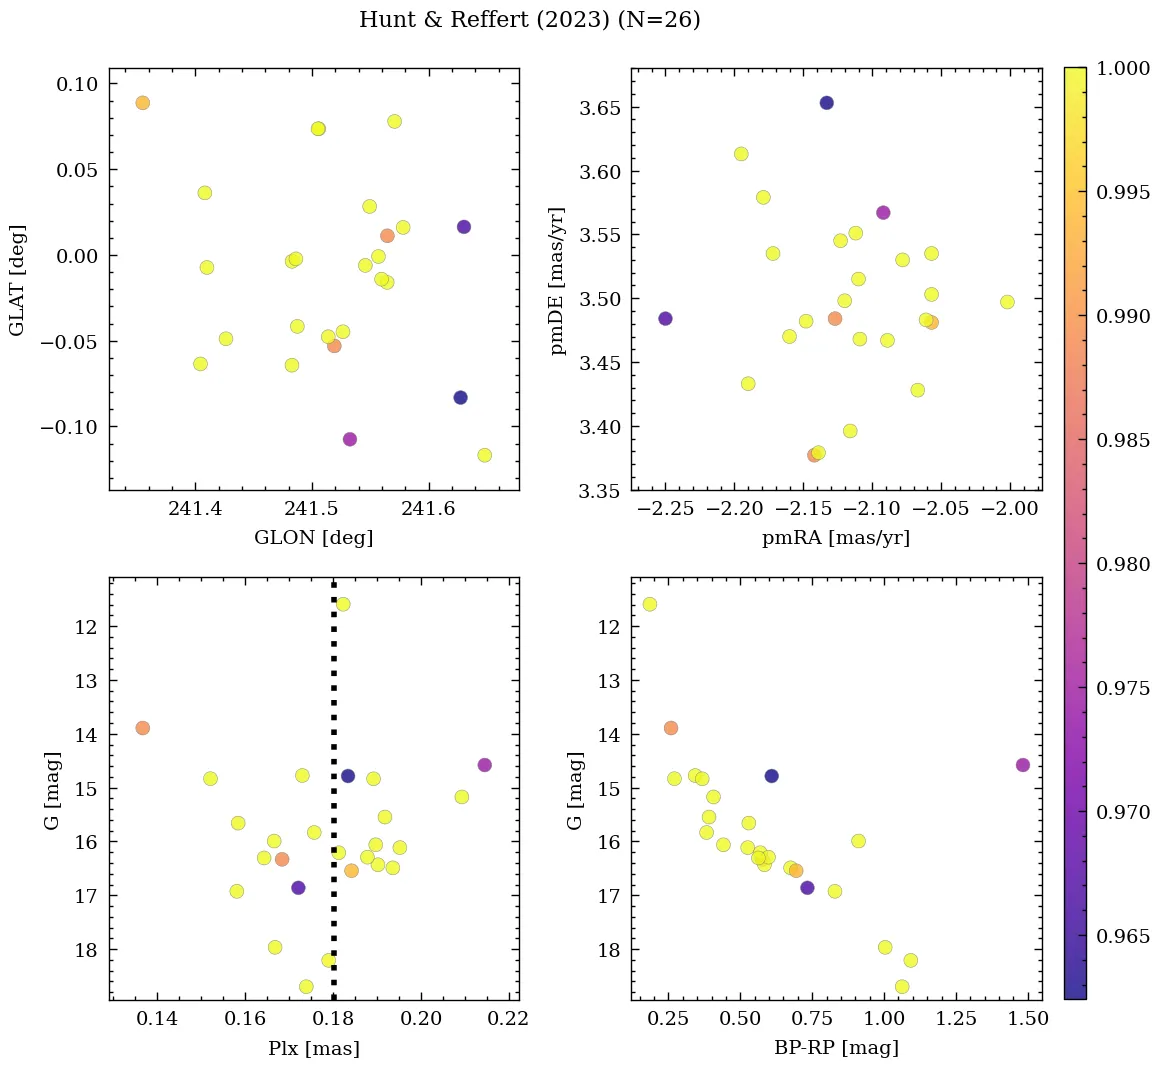 Hunt & Reffert (2023) (N=26)
0.10
0.05
0.00
−0.05
−0.10
GLAT [deg]
241.4 241.5 241.6
GLON [deg]
3.65
3.60
3.55
3.50
3.45
3.40
3.35
pmDE [mas/yr]
−2.25 −2.20 −2.15 −2.10 −2.05 −2.00
pmRA [mas/yr]
12
13
14
15
16
17
18
G [mag]
0.14 0.16 0.18 0.20 0.22
Plx [mas]
12
13
14
15
16
17
18
G [mag]
0.25 0.50 0.75 1.00 1.25 1.50
BP-RP [mag]
1.000
0.995
0.990
0.985
0.980
0.975
0.970
0.965